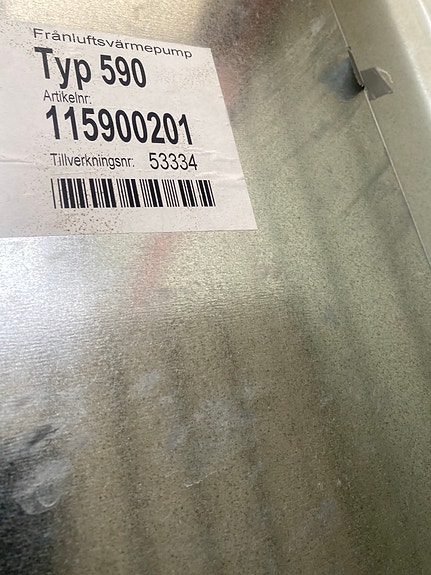 Frånluftsvärmepump
Typ 590
Artikelnr:
115900201
Tillverkningsnr: 53334